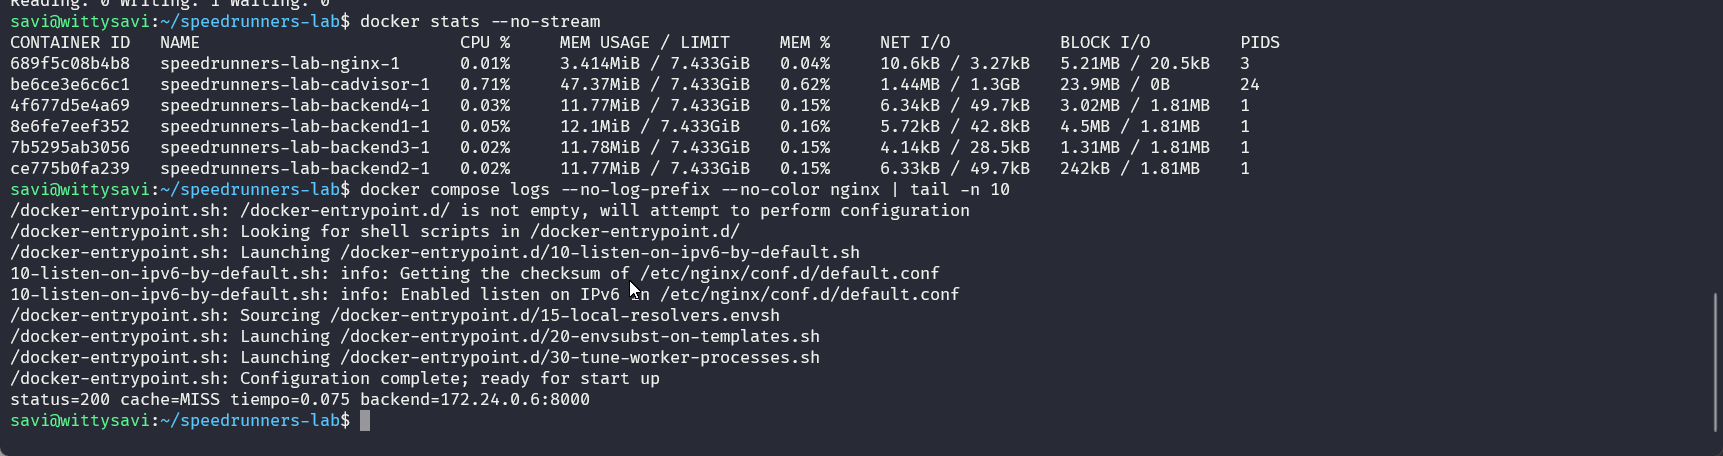 Reading: 0 Writing: 1 Waiting: 0
savi@wittysavi:~/speedrunners-lab$ docker stats --no-stream
CONTAINER ID   NAME                          CPU %     MEM USAGE / LIMIT     MEM %     NET I/O           BLOCK I/O         PIDS
689f5c08b4b8   speedrunners-lab-nginx-1      0.01%     3.414MiB / 7.433GiB   0.04%     10.6kB / 3.27kB   5.21MB / 20.5kB   3
be6ce3e6c6c1   speedrunners-lab-cadvisor-1   0.71%     47.37MiB / 7.433GiB   0.62%     1.44MB / 1.3GB    23.9MB / 0B       24
4f677d5e4a69   speedrunners-lab-backend4-1   0.03%     11.77MiB / 7.433GiB   0.15%     6.34kB / 49.7kB   3.02MB / 1.81MB   1
8e6fe7eef352   speedrunners-lab-backend1-1   0.05%     12.1MiB / 7.433GiB    0.16%     5.72kB / 42.8kB   4.5MB / 1.81MB    1
7b5295ab3056   speedrunners-lab-backend3-1   0.02%     11.78MiB / 7.433GiB   0.15%     4.14kB / 28.5kB   1.31MB / 1.81MB   1
ce775b0fa239   speedrunners-lab-backend2-1   0.02%     11.77MiB / 7.433GiB   0.15%     6.33kB / 49.7kB   242kB / 1.81MB    1
savi@wittysavi:~/speedrunners-lab$ docker compose logs --no-log-prefix --no-color nginx | tail -n 10
/docker-entrypoint.sh: /docker-entrypoint.d/ is not empty, will attempt to perform configuration
/docker-entrypoint.sh: Looking for shell scripts in /docker-entrypoint.d/
/docker-entrypoint.sh: Launching /docker-entrypoint.d/10-listen-on-ipv6-by-default.sh
10-listen-on-ipv6-by-default.sh: info: Getting the checksum of /etc/nginx/conf.d/default.conf
10-listen-on-ipv6-by-default.sh: info: Enabled listen on IPv6 in /etc/nginx/conf.d/default.conf
/docker-entrypoint.sh: Sourcing /docker-entrypoint.d/15-local-resolvers.envsh
/docker-entrypoint.sh: Launching /docker-entrypoint.d/20-envsubst-on-templates.sh
/docker-entrypoint.sh: Launching /docker-entrypoint.d/30-tune-worker-processes.sh
/docker-entrypoint.sh: Configuration complete; ready for start up
status=200 cache=MISS tiempo=0.075 backend=172.24.0.6:8000
savi@wittysavi:~/speedrunners-lab$